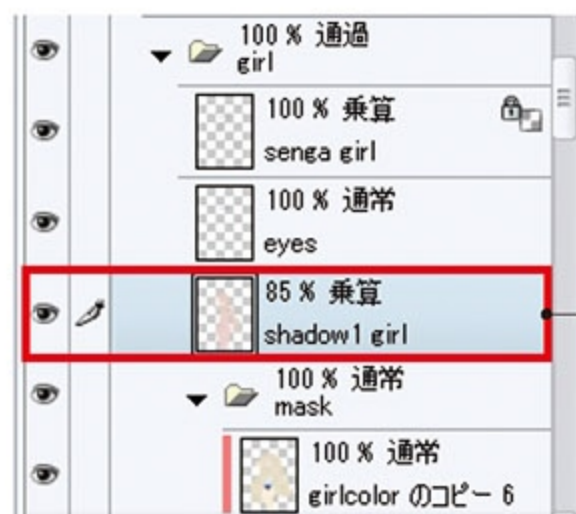 100 % 通過
girl
100 % 乗算
senga girl
100 % 通常
eyes
85 % 乗算
shadow1 girl
100 % 通常
mask
100 % 通常
girlcolor のコピー 6